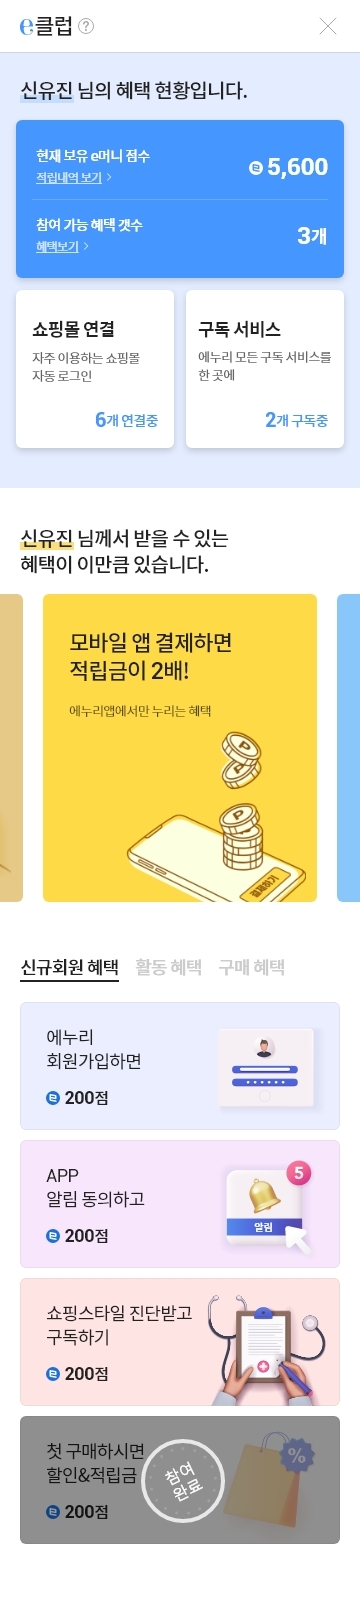 e클럽 ?
신유진 님의 혜택 현황입니다.
현재 보유 e머니 점수
적립내역 보기 >
e 5,600
참여 가능 혜택 갯수
혜택보기 >
3개
쇼핑몰 연결
자주 이용하는 쇼핑몰
자동 로그인
6개 연결중
구독 서비스
에누리 모든 구독 서비스를
한 곳에
2개 구독중
신유진 님께서 받을 수 있는
혜택이 이만큼 있습니다.
모바일 앱 결제하면
적립금이 2배!
에누리앱에서만 누리는 혜택
P
P
P
결제하기
신규회원 혜택 활동 혜택 구매 혜택
에누리
회원가입하면
e 200점
APP
알림 동의하고
e 200점
5
알림
쇼핑스타일 진단받고
구독하기
e 200점
첫 구매하시면
할인&적립금
e 200점
참여
완료
%